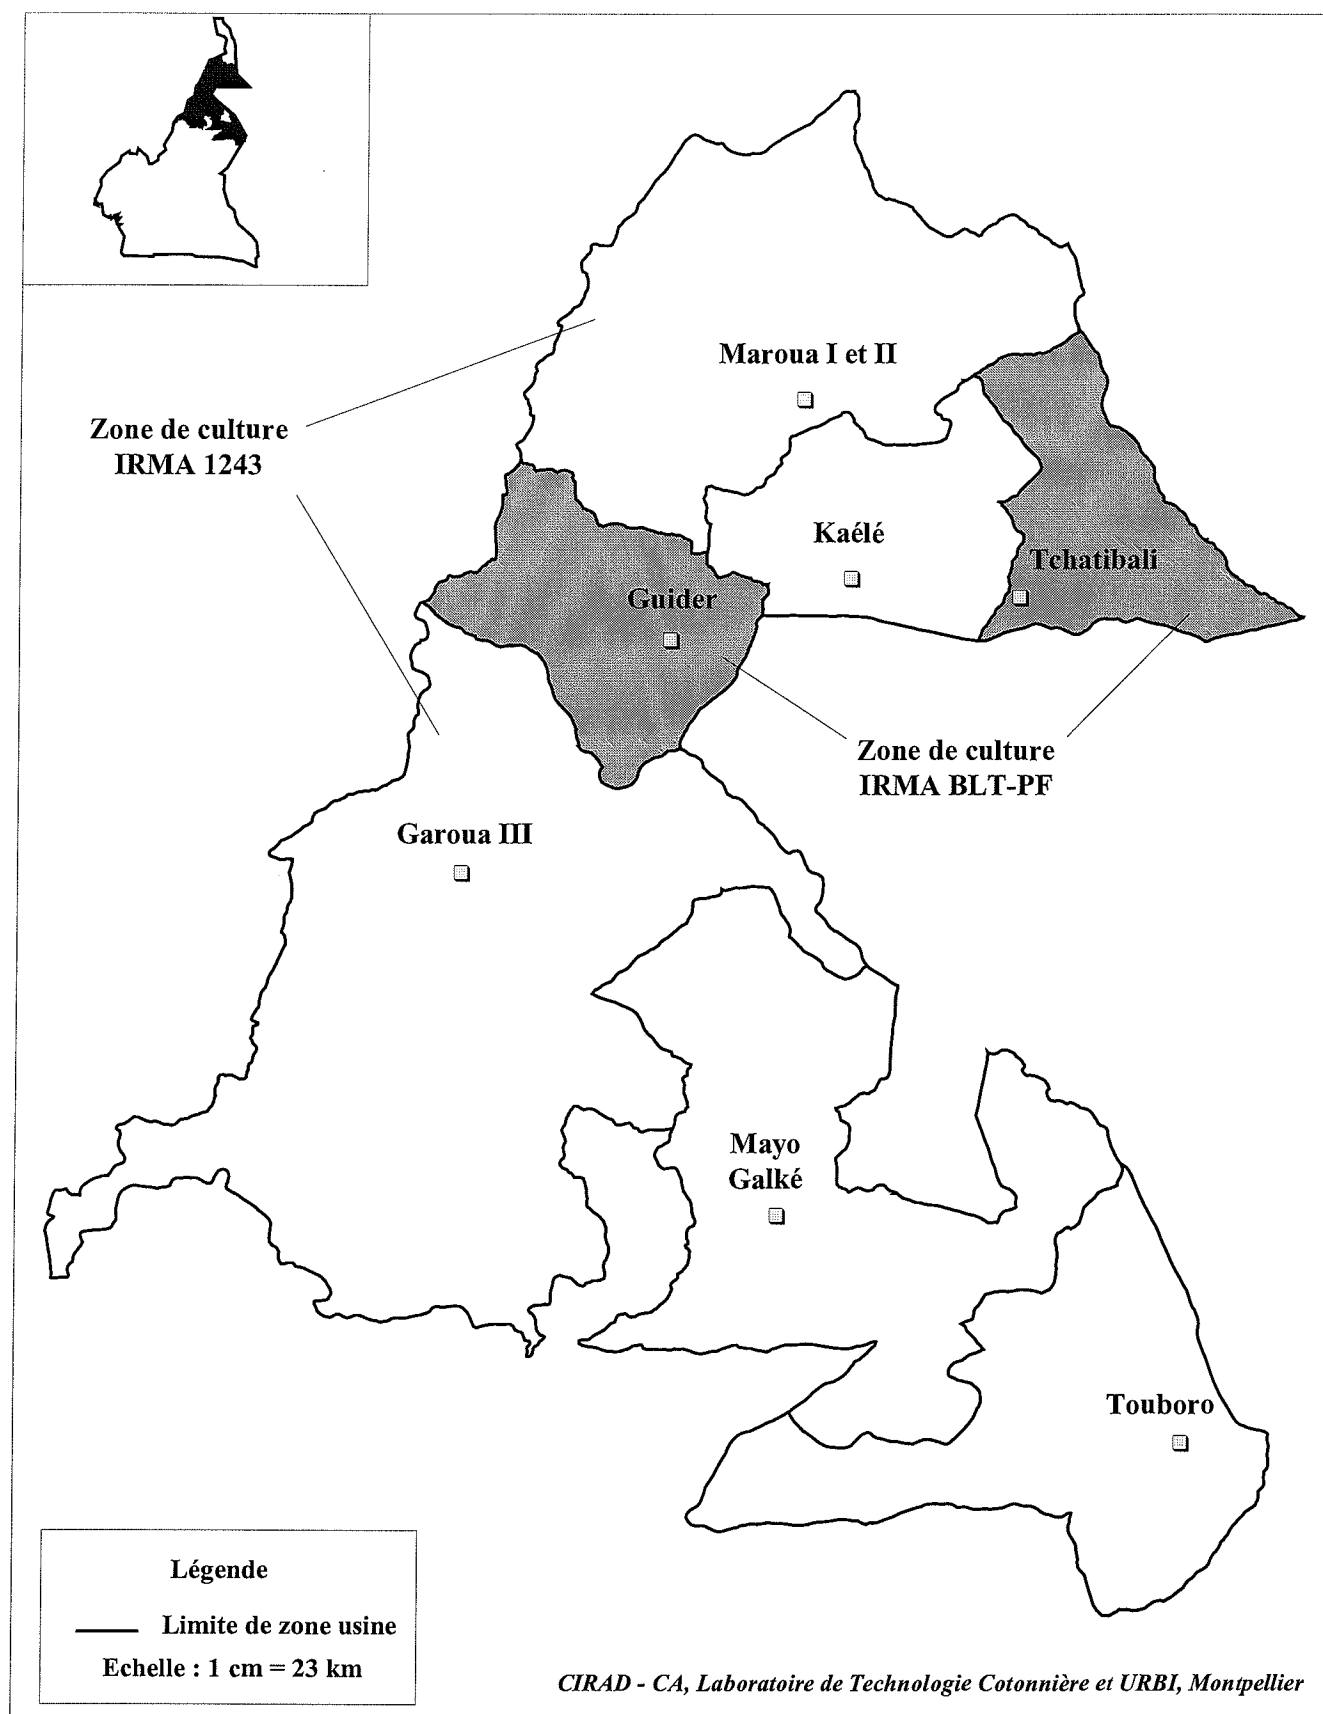 Maroua I et II
Zone de culture
IRMA 1243
Kaélé
Tchatibali
Guider
Zone de culture
IRMA BLT-PF
Garoua III
Mayo
Galké
Touboro
Légende
Limite de zone usine
Echelle : 1 cm = 23 km
CIRAD - CA, Laboratoire de Technologie Cotonnière et URBI, Montpellier